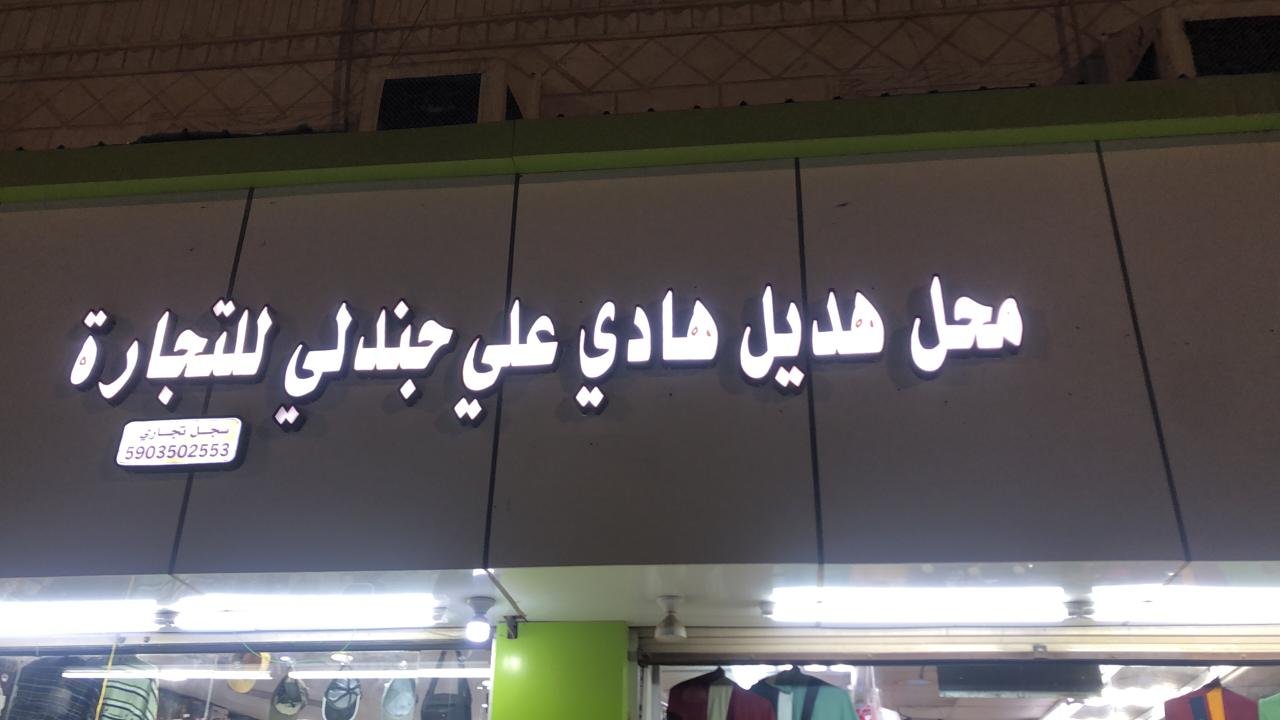 محل هديل هادي علي جندلي للتجارة
سجل تجاري
5903502553